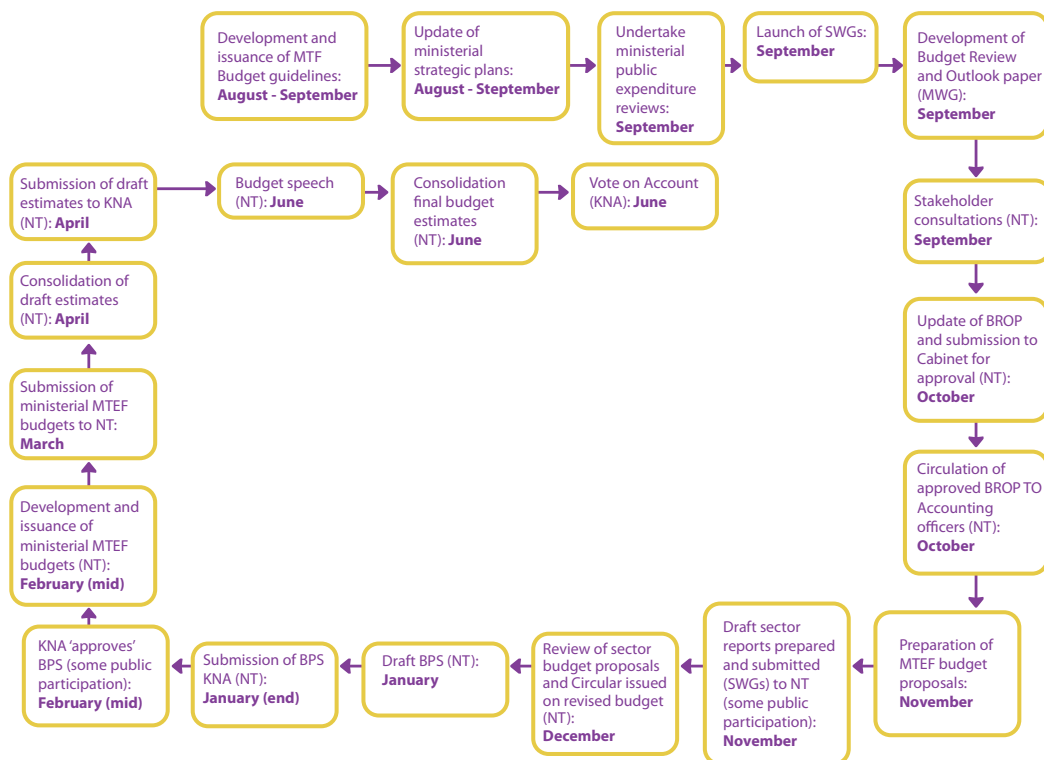 Development and
issuance of MTF
Budget guidelines:
August - September
Update of
ministerial
strategic plans:
August - Steptember
Undertake
ministerial
public
expenditure
reviews:
September
Launch of SWGs:
September
Development of
Budget Review
and Outlook paper
(MWG):
September
Stakeholder
consultations (NT):
September
Update of BROP
and submission to
Cabinet for
approval (NT):
October
Circulation of
approved BROP TO
Accounting
officers (NT):
October
Preparation of
MTEF budget
proposals:
November
Draft sector
reports prepared
and submitted
(SWGs) to NT
(some public
participation):
November
Review of sector
budget proposals
and Circular issued
on revised budget
(NT):
December
Draft BPS (NT):
January
Submission of BPS
KNA (NT):
January (end)
KNA ‘approves’
BPS (some public
participation):
February (mid)
Development and
issuance of
ministerial MTEF
budgets (NT):
February (mid)
Submission of
ministerial MTEF
budgets to NT:
March
Consolidation of
draft estimates
(NT): April
Submission of draft
estimates to KNA
(NT): April
Budget speech
(NT): June
Consolidation
final budget
estimates
(NT): June
Vote on Account
(KNA): June